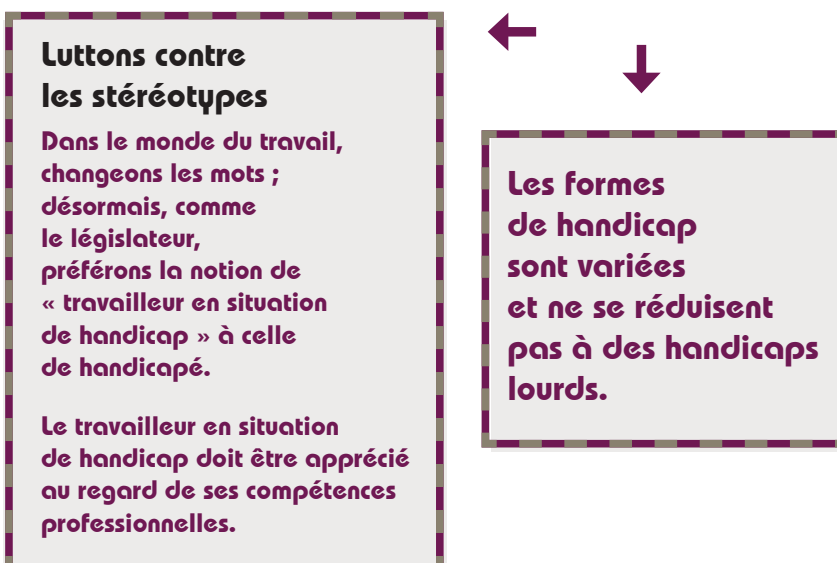 Luttons contre
les stéréotypes
Dans le monde du travail,
changeons les mots ;
désormais, comme
le législateur,
préférons la notion de
« travailleur en situation
de handicap » à celle
de handicapé.
Le travailleur en situation
de handicap doit être apprécié
au regard de ses compétences
professionnelles.
Les formes
de handicap
sont variées
et ne se réduisent
pas à des handicaps
lourds.